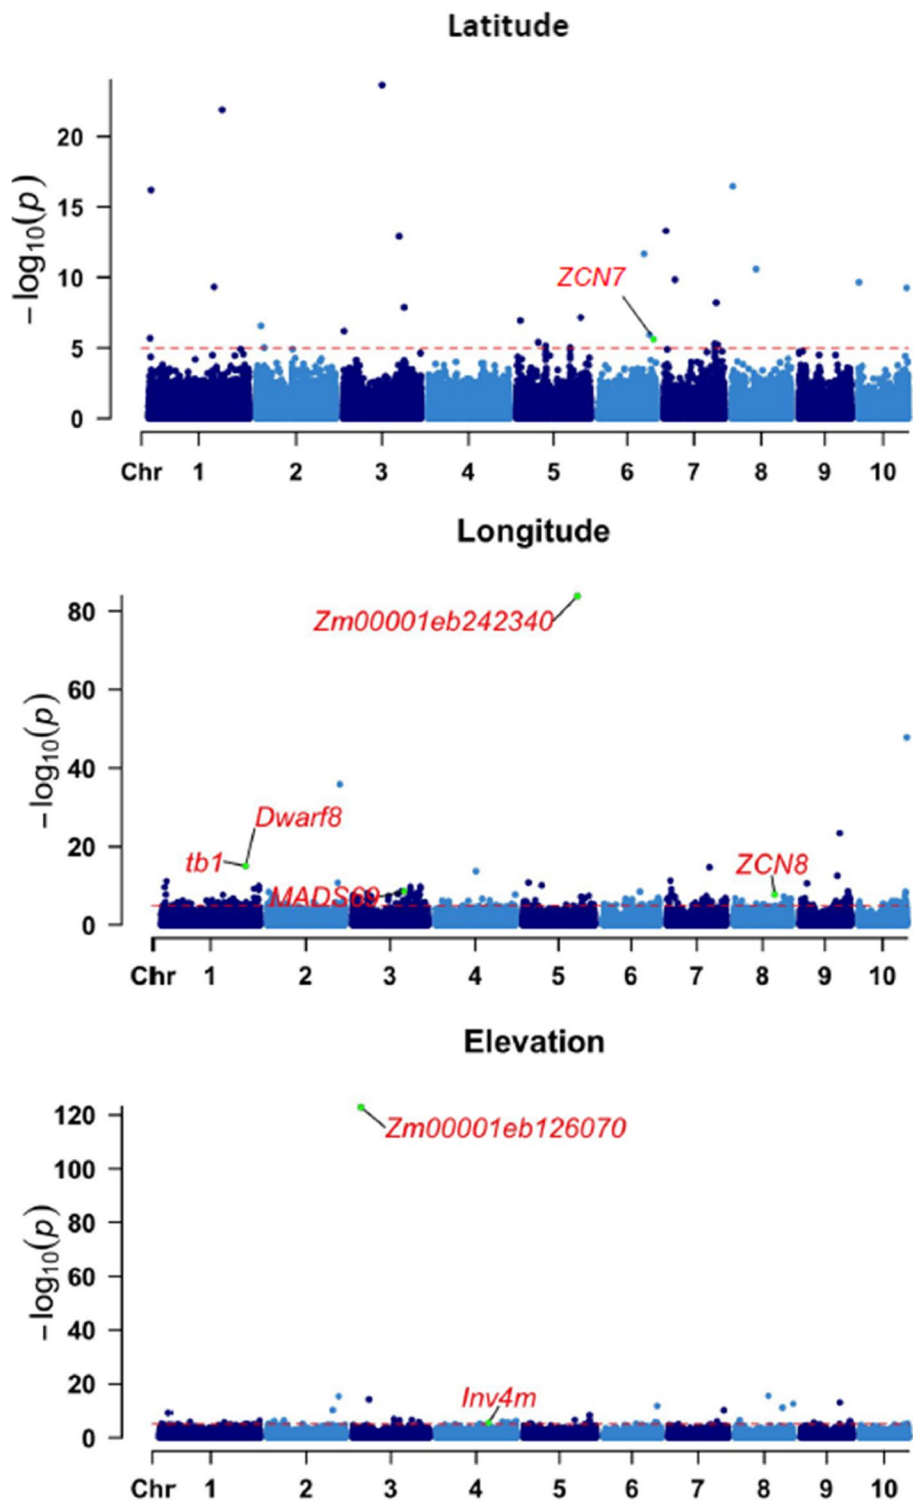 Latitude
−log10(p)
20
15
10
5
0
ZCN7
Chr 1 2 3 4 5 6 7 8 9 10
Longitude
−log10(p)
80
60
40
20
0
Zm00001eb242340
Dwarf8
tb1
MADS69
ZCN8
Chr 1 2 3 4 5 6 7 8 9 10
Elevation
−log10(p)
120
100
80
60
40
20
0
Zm00001eb126070
Inv4m
Chr 1 2 3 4 5 6 7 8 9 10